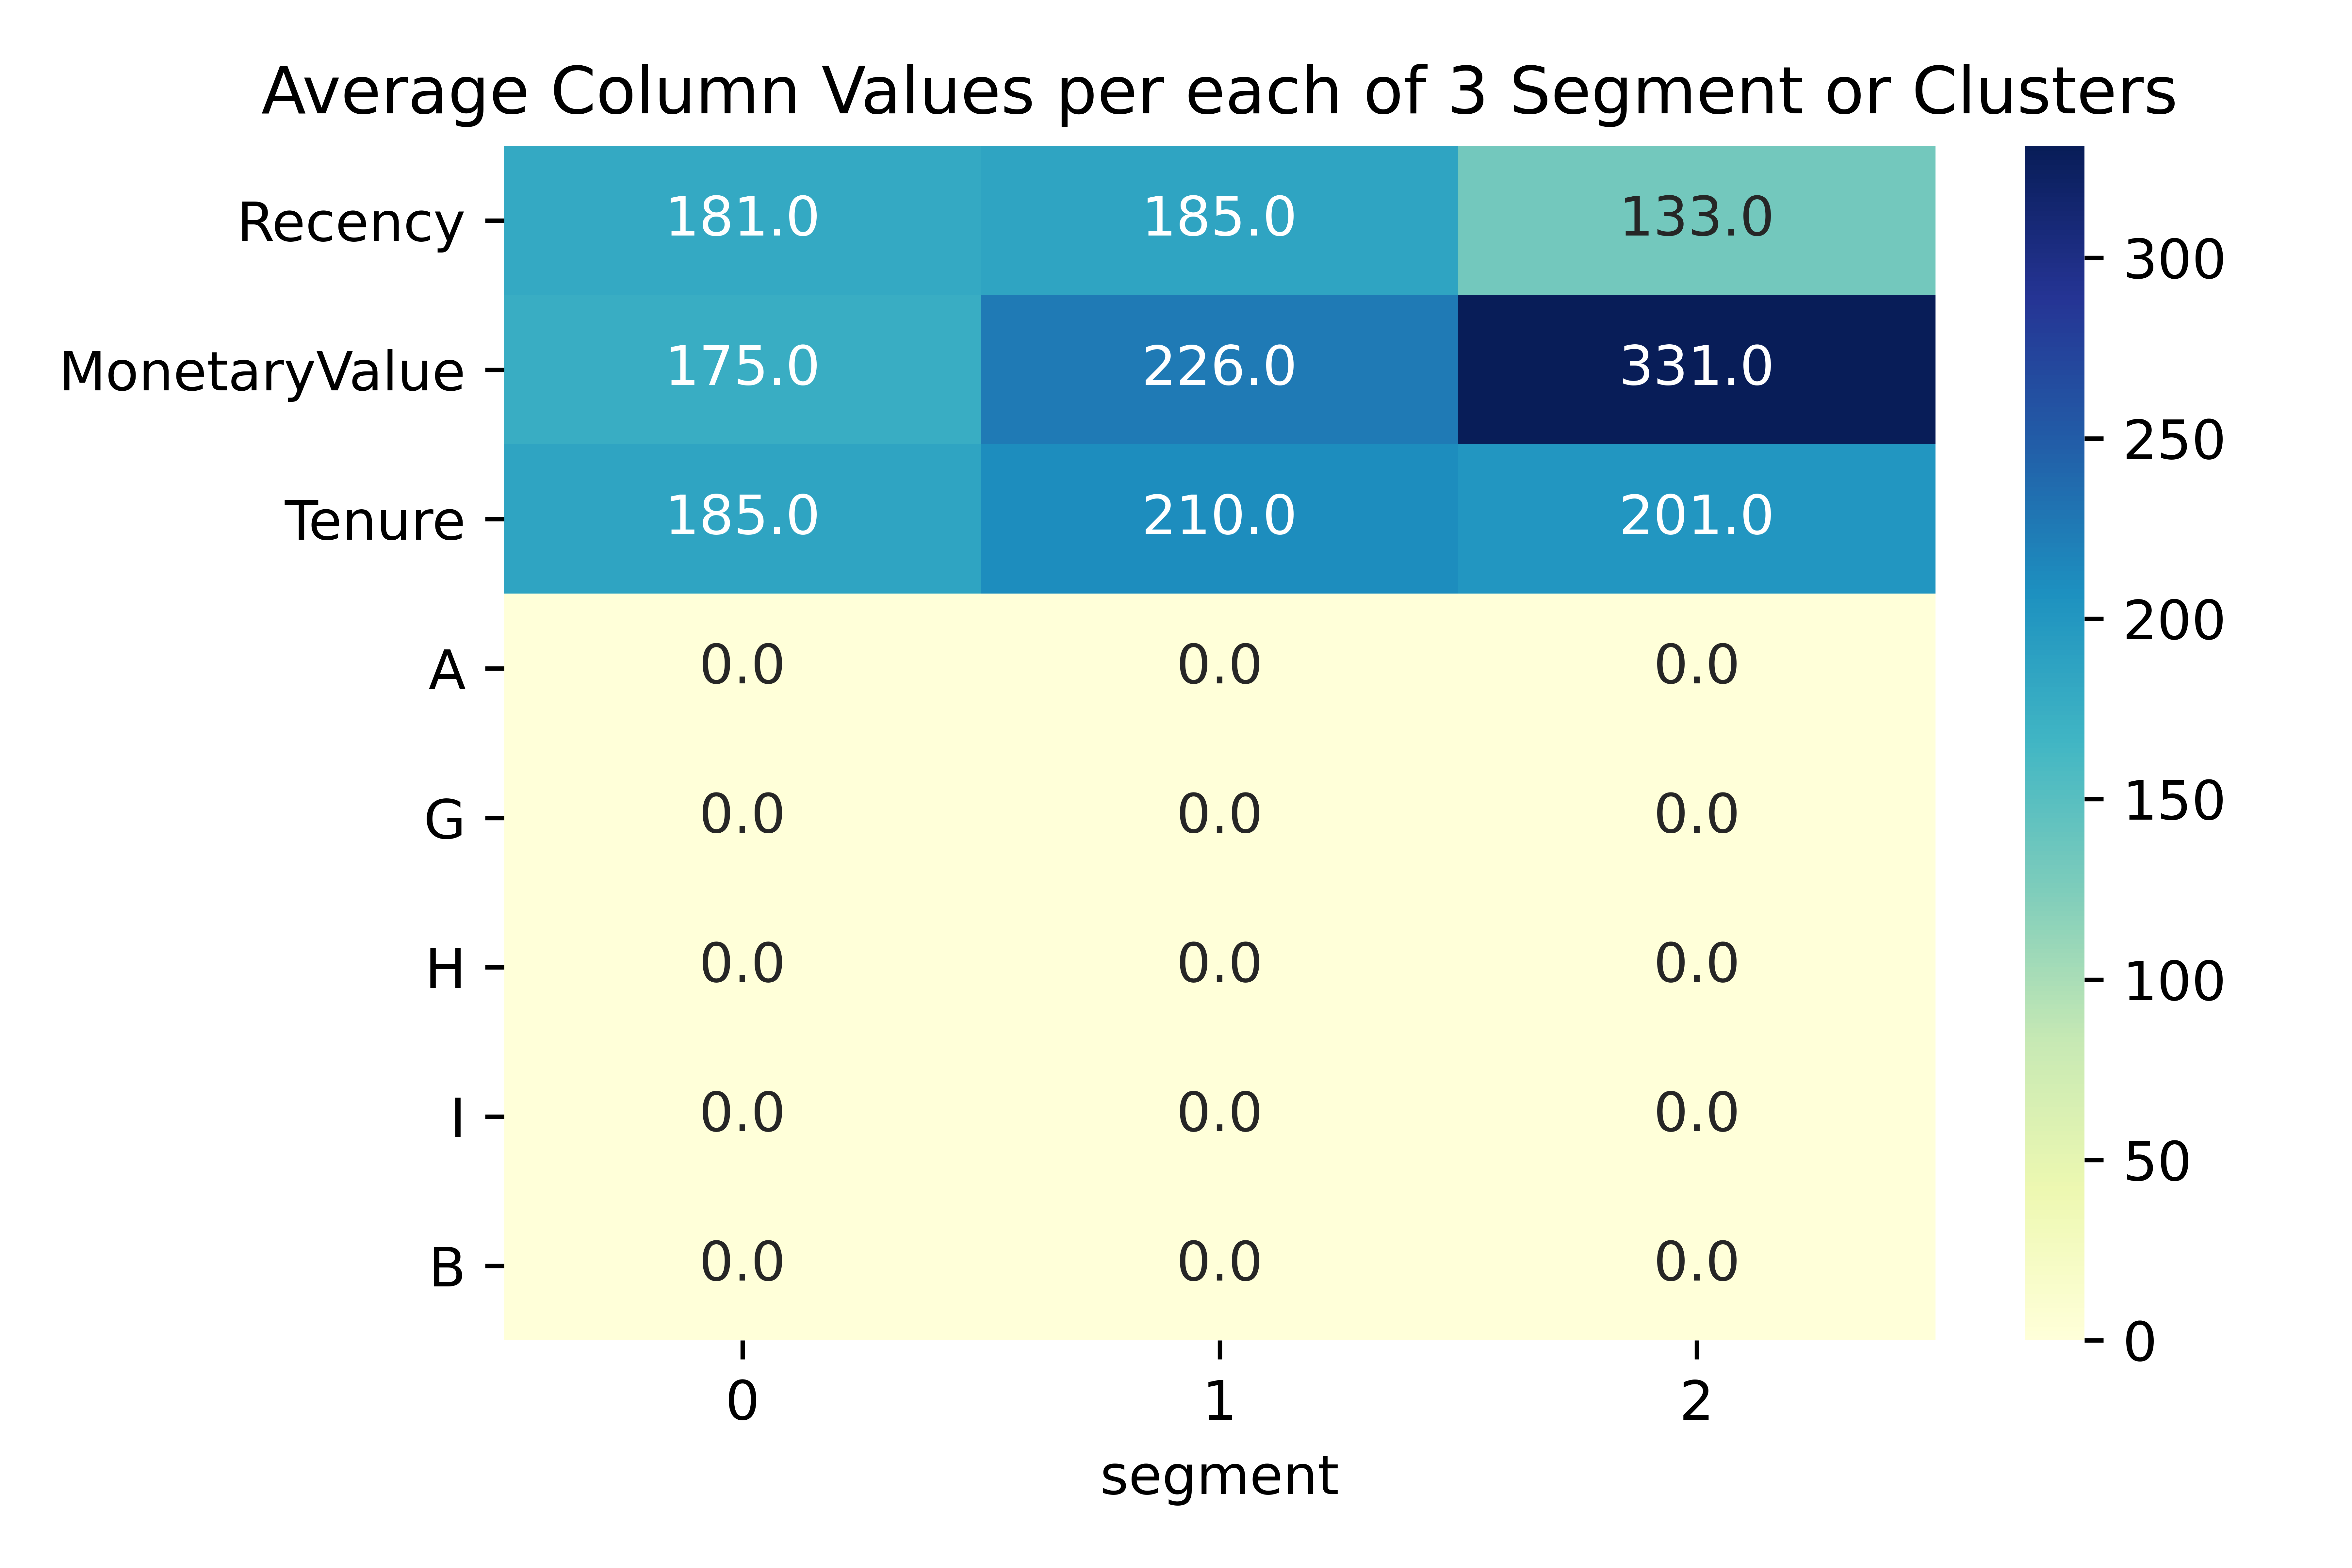 Average Column Values per each of 3 Segment or Clusters
Recency 181.0 185.0 133.0
MonetaryValue 175.0 226.0 331.0
Tenure 185.0 210.0 201.0
A 0.0 0.0 0.0
G 0.0 0.0 0.0
H 0.0 0.0 0.0
I 0.0 0.0 0.0
B 0.0 0.0 0.0
0 1 2
segment
300
250
200
150
100
50
0